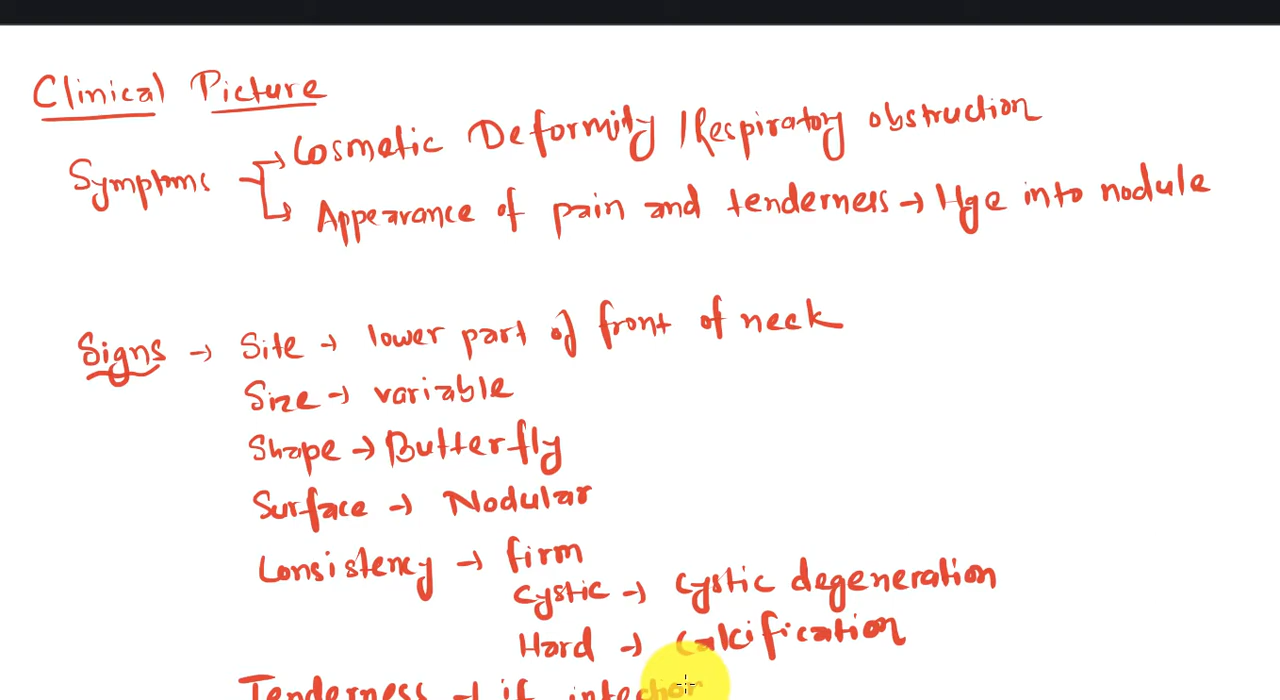 Clinical Picture
Symptoms → Cosmetic Deformity / Respiratory obstruction
→ Appearance of pain and tenderness → Hge into nodule
Signs → Site → lower part of front of neck
Size → variable
Shape → Butterfly
Surface → Nodular
Consistency → firm
Cystic → Cystic degeneration
Hard → Calcification
Tenderness → if